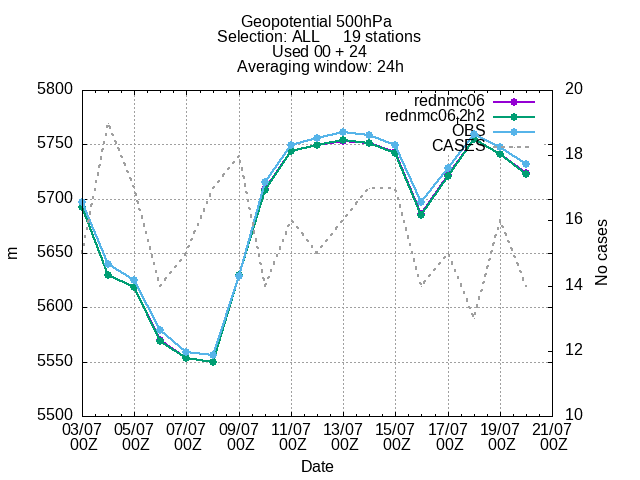 Geopotential 500hPa
Selection: ALL 19 stations
Used 00 + 24
Averaging window: 24h
rednmc06
rednmc06,2h2
OBS
CASES
5800
5750
5700
5650
5600
5550
5500
m
20
18
16
14
12
10
No cases
03/07 05/07 07/07 09/07 11/07 13/07 15/07 17/07 19/07 21/07
00Z 00Z 00Z 00Z 00Z 00Z 00Z 00Z 00Z 00Z
Date